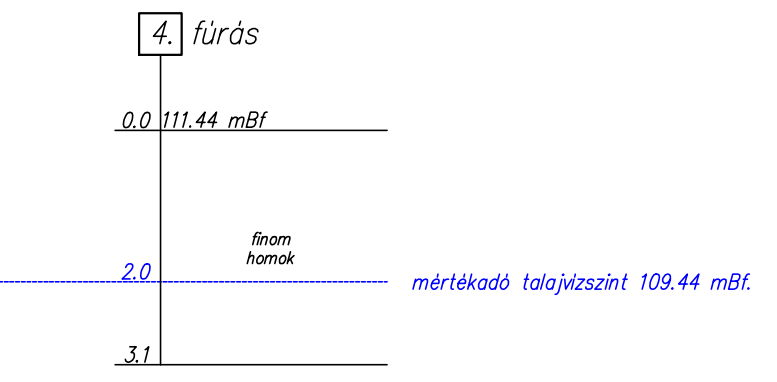 4. fúrás
0.0 111.44 mBf
finom
homok
2.0 mértékadó talajvízszint 109.44 mBf.
3.1